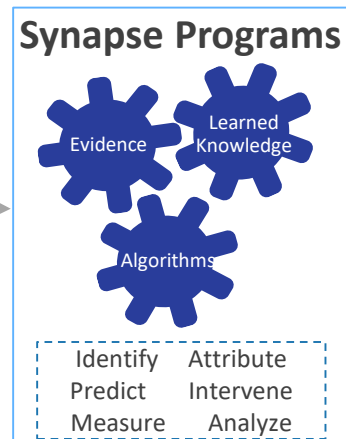 Synapse Programs
Evidence
Learned
Knowledge
Algorithms
Identify Attribute
Predict Intervene
Measure Analyze